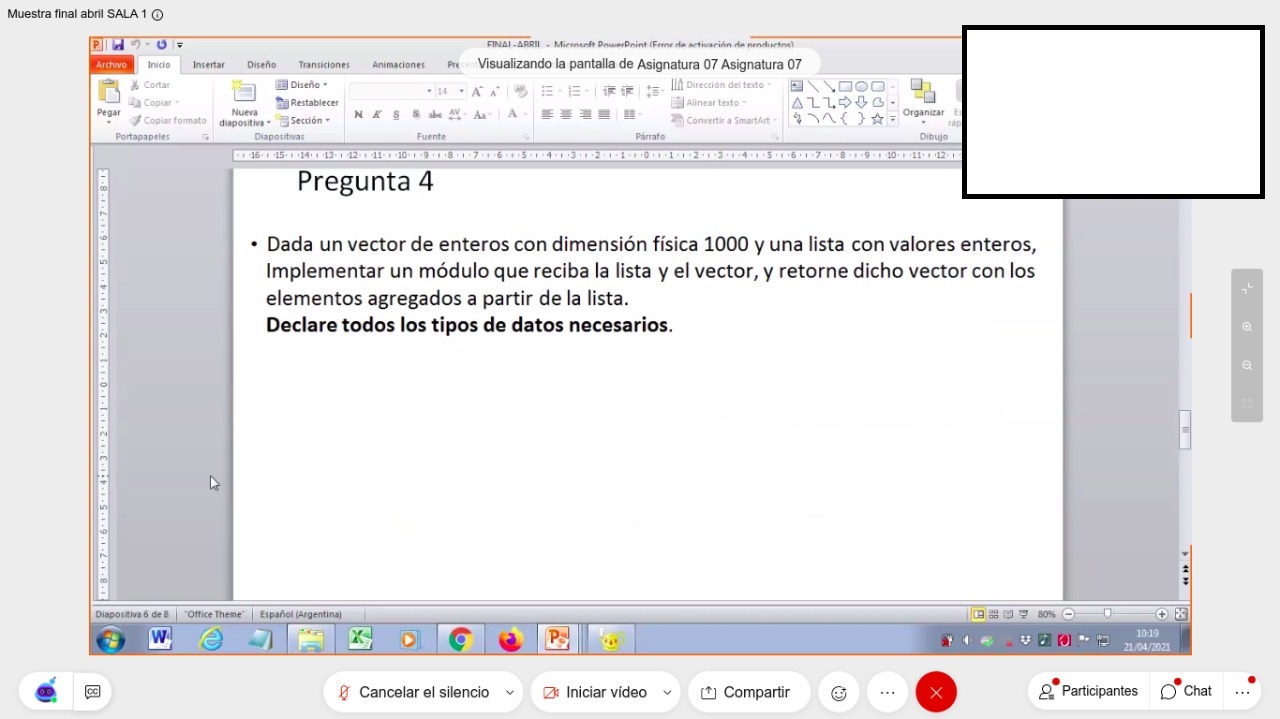 Muestra final abril SALA 1
FINAL-ABRIL - Microsoft PowerPoint (Error de activación de productos)
Visualizando la pantalla de Asignatura 07 Asignatura 07
Archivo Inicio Insertar Diseño Transiciones Animaciones
Pegar
Cortar
Copiar
Copiar formato
Portapapeles
Nueva
diapositiva
Diseño
Restablecer
Sección
Diapositivas
14
Fuente
Dirección del texto
Alinear texto
Convertir a SmartArt
Párrafo
Organizar
Dibujo
Pregunta 4
• Dada un vector de enteros con dimensión física 1000 y una lista con valores enteros,
Implementar un módulo que reciba la lista y el vector, y retorne dicho vector con los
elementos agregados a partir de la lista.
Declare todos los tipos de datos necesarios.
Diapositiva 6 de 8 "Office Theme" Español (Argentina) 80%
10:19
21/04/2021
Cancelar el silencio Iniciar vídeo Compartir Participantes Chat